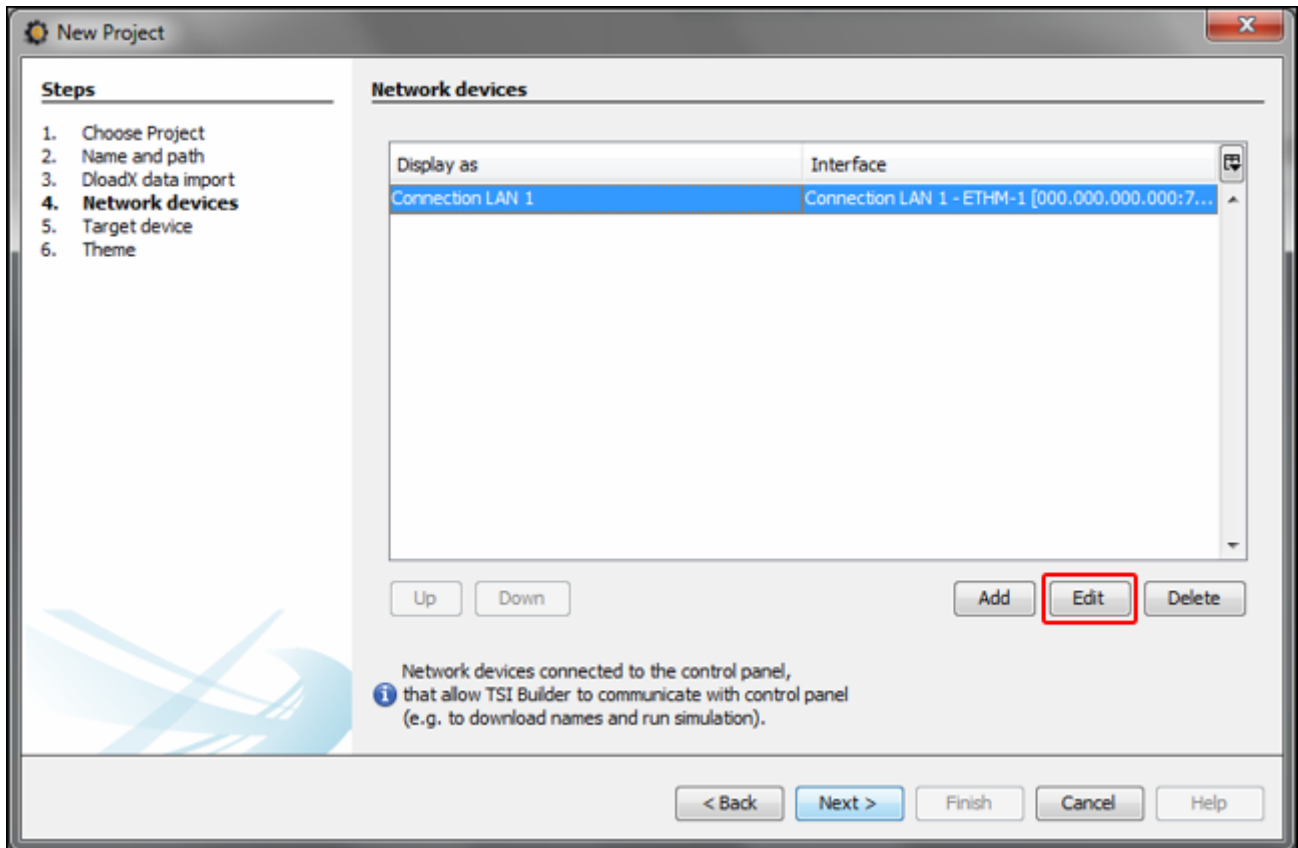 New Project
Steps
1. Choose Project
2. Name and path
3. DloadX data import
4. Network devices
5. Target device
6. Theme
Network devices
Display as Interface
Connection LAN 1 Connection LAN 1 - ETHM-1 [000.000.000.000:7...
Up Down Add Edit Delete
Network devices connected to the control panel,
that allow TSI Builder to communicate with control panel
(e.g. to download names and run simulation).
< Back Next > Finish Cancel Help